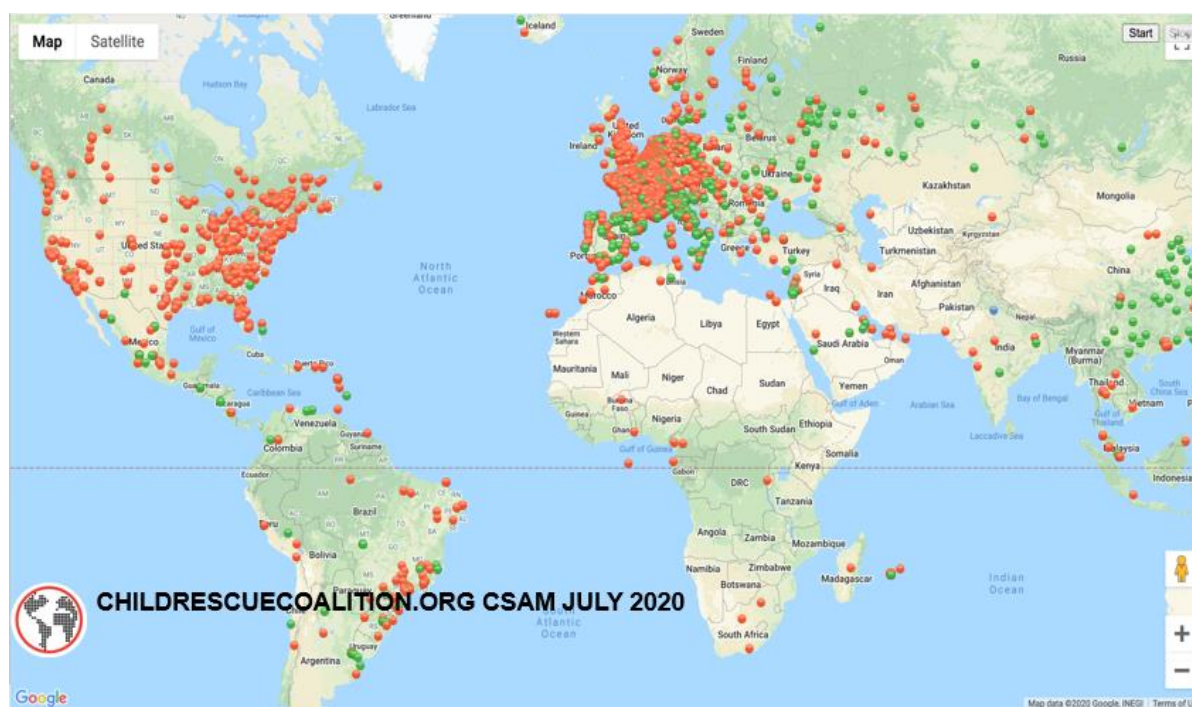 Greenland
Iceland
Map
Satellite
Start
Stop
Sweden
Finland
Norway
Russia
Canada
Hudson Bay
Labrador Sea
United Kingdom
Ireland
Belarus
Ukraine
Kazakhstan
Mongolia
Romania
Uzbekistan
Kyrgyzstan
Turkmenistan
Greece
Turkey
China
North
Atlantic
Ocean
Syria
Iraq
Iran
Afghanistan
Pakistan
Nepal
Morocco
Algeria
Libya
Egypt
Western
Sahara
Saudi Arabia
Oman
India
Myanmar
(Burma)
Gulf of
Mexico
Mexico
Cuba
Puerto Rico
Mauritania
Mali
Niger
Chad
Sudan
Yemen
Gulf of Aden
Arabian Sea
Bay of Bengal
Thailand
Gulf of
Thailand
Vietnam
South
China Sea
Guatemala
Nicaragua
Caribbean Sea
Burkina
Faso
Guinea
Ghana
Nigeria
South Sudan
Ethiopia
Laccadive Sea
Venezuela
Guyana
Suriname
Colombia
Gulf of Guinea
Somalia
Malaysia
Ecuador
Gabon
DRC
Kenya
Indonesia
Tanzania
Brazil
Peru
Bolivia
Angola
Zambia
Mozambique
Namibia
Zimbabwe
Botswana
Madagascar
Indian
Ocean
Paraguay
CHILDRESCUECOALITION.ORG CSAM JULY 2020
Atlantic
Ocean
South Africa
Uruguay
Argentina
Google
Map data ©2020 Google, INEGI
Terms of U